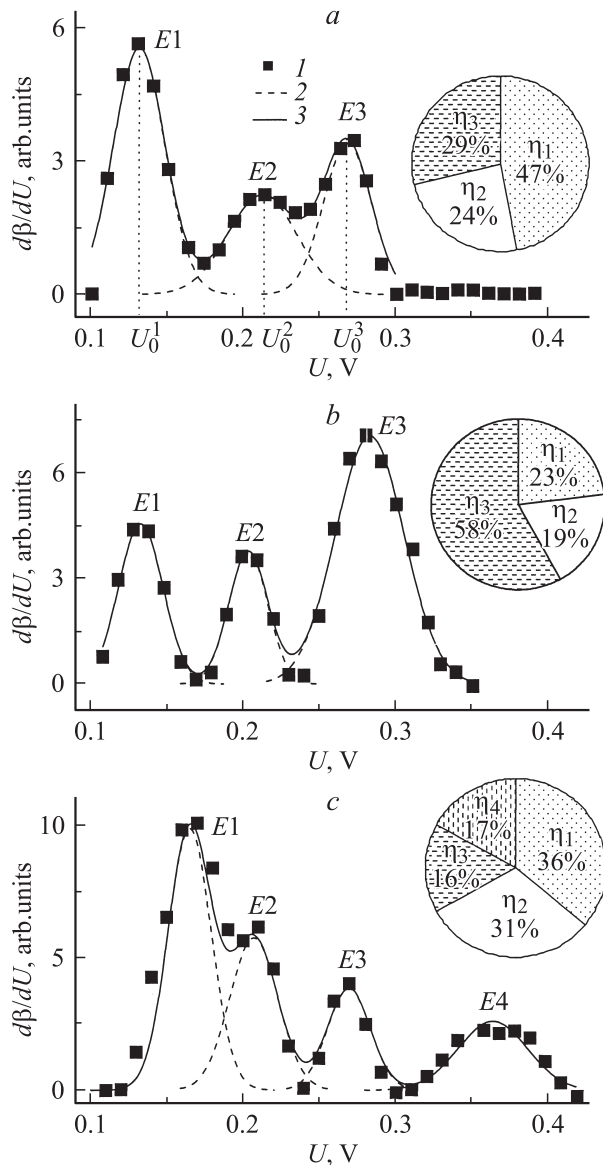 a
6
3
0
dβ/dU, arb.units
E1
E2
E3
1
2
3
η1
47%
η2
24%
η3
29%
0.1
0.2
0.3
0.4
U₀¹
U₀²
U₀³
U, V
b
6
3
0
dβ/dU, arb.units
E1
E2
E3
η1
23%
η2
19%
η3
58%
0.1
0.2
0.3
0.4
U, V
c
10
5
0
dβ/dU, arb.units
E1
E2
E3
E4
η4
17%
η1
36%
η3
16%
η2
31%
0.1
0.2
0.3
0.4
U, V